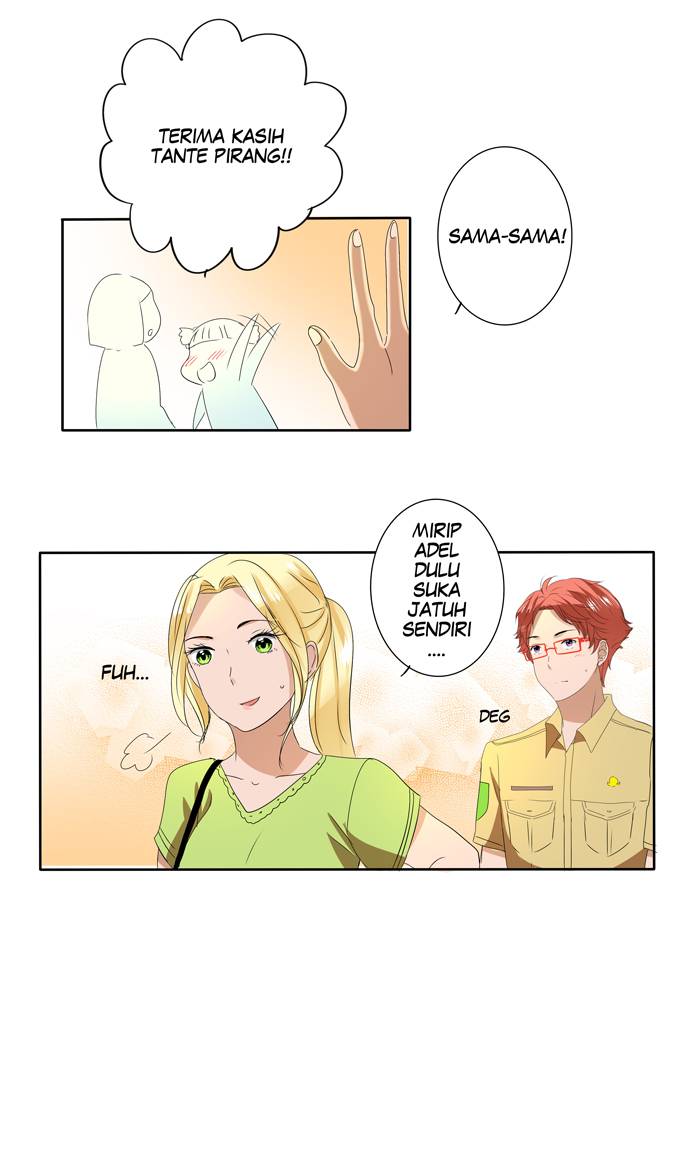 TERIMA KASIH
TANTE PIRANG!!
SAMA-SAMA!
MIRIP
ADEL
DULU
SUKA
JATUH
SENDIRI
....
FUH...
DEG